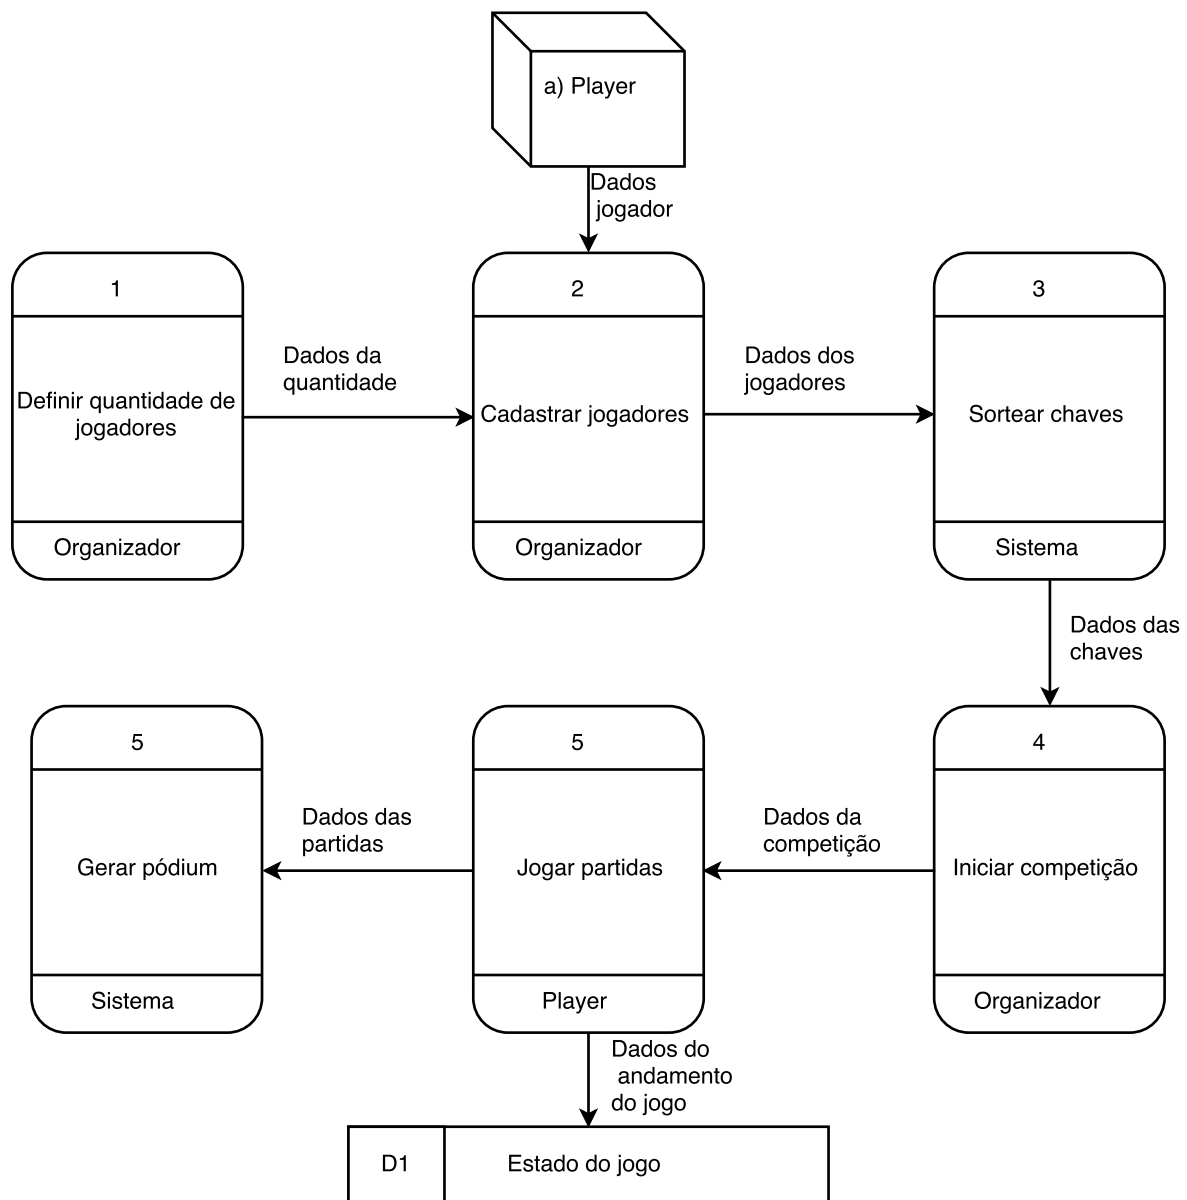 a) Player
Dados
jogador
1
Definir quantidade de
jogadores
Organizador
Dados da
quantidade
2
Cadastrar jogadores
Organizador
Dados dos
jogadores
3
Sortear chaves
Sistema
Dados das
chaves
4
Iniciar competição
Organizador
Dados da
competição
5
Jogar partidas
Player
Dados das
partidas
5
Gerar pódium
Sistema
Dados do
andamento
do jogo
D1
Estado do jogo